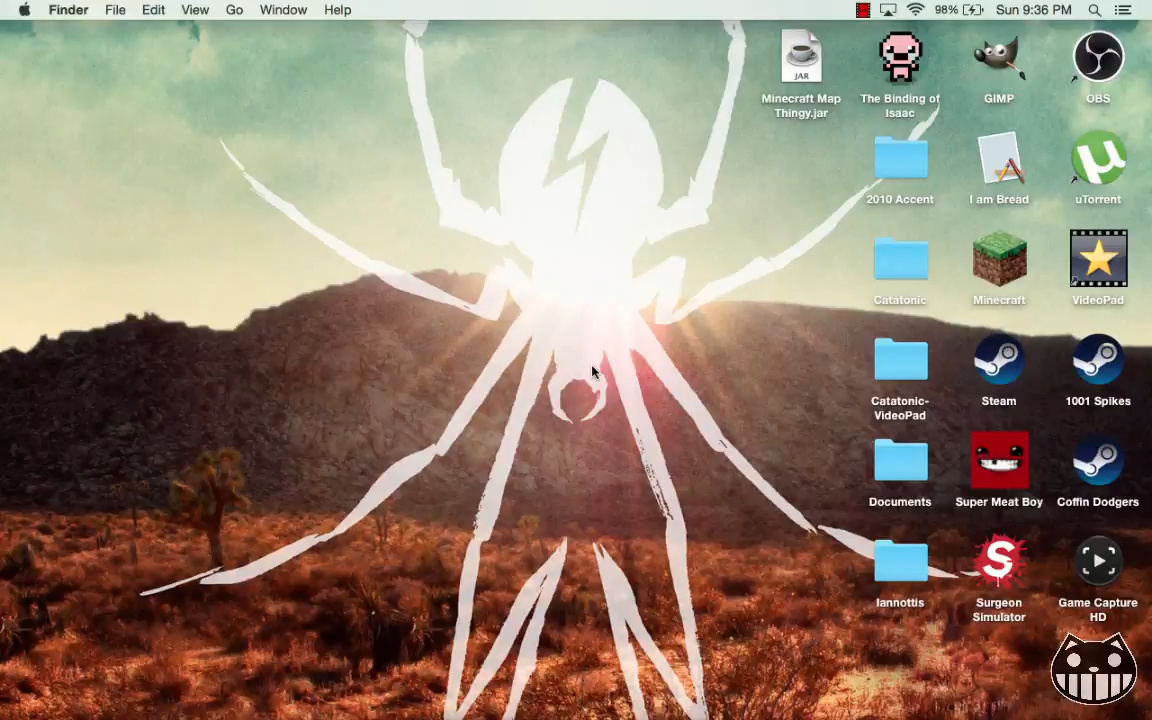 Finder File Edit View Go Window Help 98% Sun 9:36 PM
JAR
Minecraft Map Thingy.jar
The Binding of Isaac
GIMP
OBS
2010 Accent
I am Bread
µ
uTorrent
Catatonic
Minecraft
VideoPad
Catatonic-
VideoPad
Steam
1001 Spikes
Documents
Super Meat Boy
Coffin Dodgers
Iannottis
S
Surgeon
Simulator
Game Capture
HD